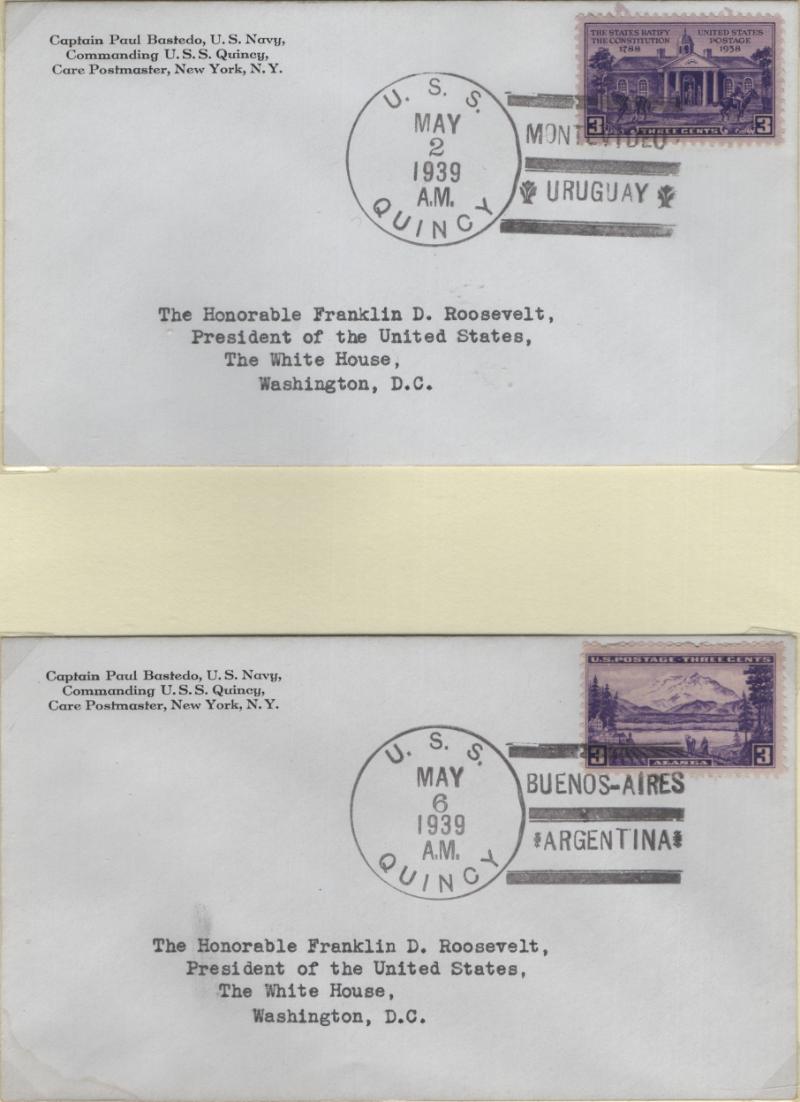 Captain Paul Bastedo, U. S. Navy,
Commanding U. S. S. Quincy,
Care Postmaster, New York, N. Y.
THE STATES RATIFY THE CONSTITUTION 1788
UNITED STATES POSTAGE 1938
3 THREE CENTS 3
U. S. S.
MAY
2
1939
A.M.
QUINCY
MONTEVIDEO
URUGUAY
The Honorable Franklin D. Roosevelt,
President of the United States,
The White House,
Washington, D.C.
Captain Paul Bastedo, U. S. Navy,
Commanding U. S. S. Quincy,
Care Postmaster, New York, N. Y.
U.S. POSTAGE - THREE CENTS
3 ALASKA 3
U. S. S.
MAY
6
1939
A.M.
QUINCY
BUENOS-AIRES
ARGENTINA
The Honorable Franklin D. Roosevelt,
President of the United States,
The White House,
Washington, D.C.